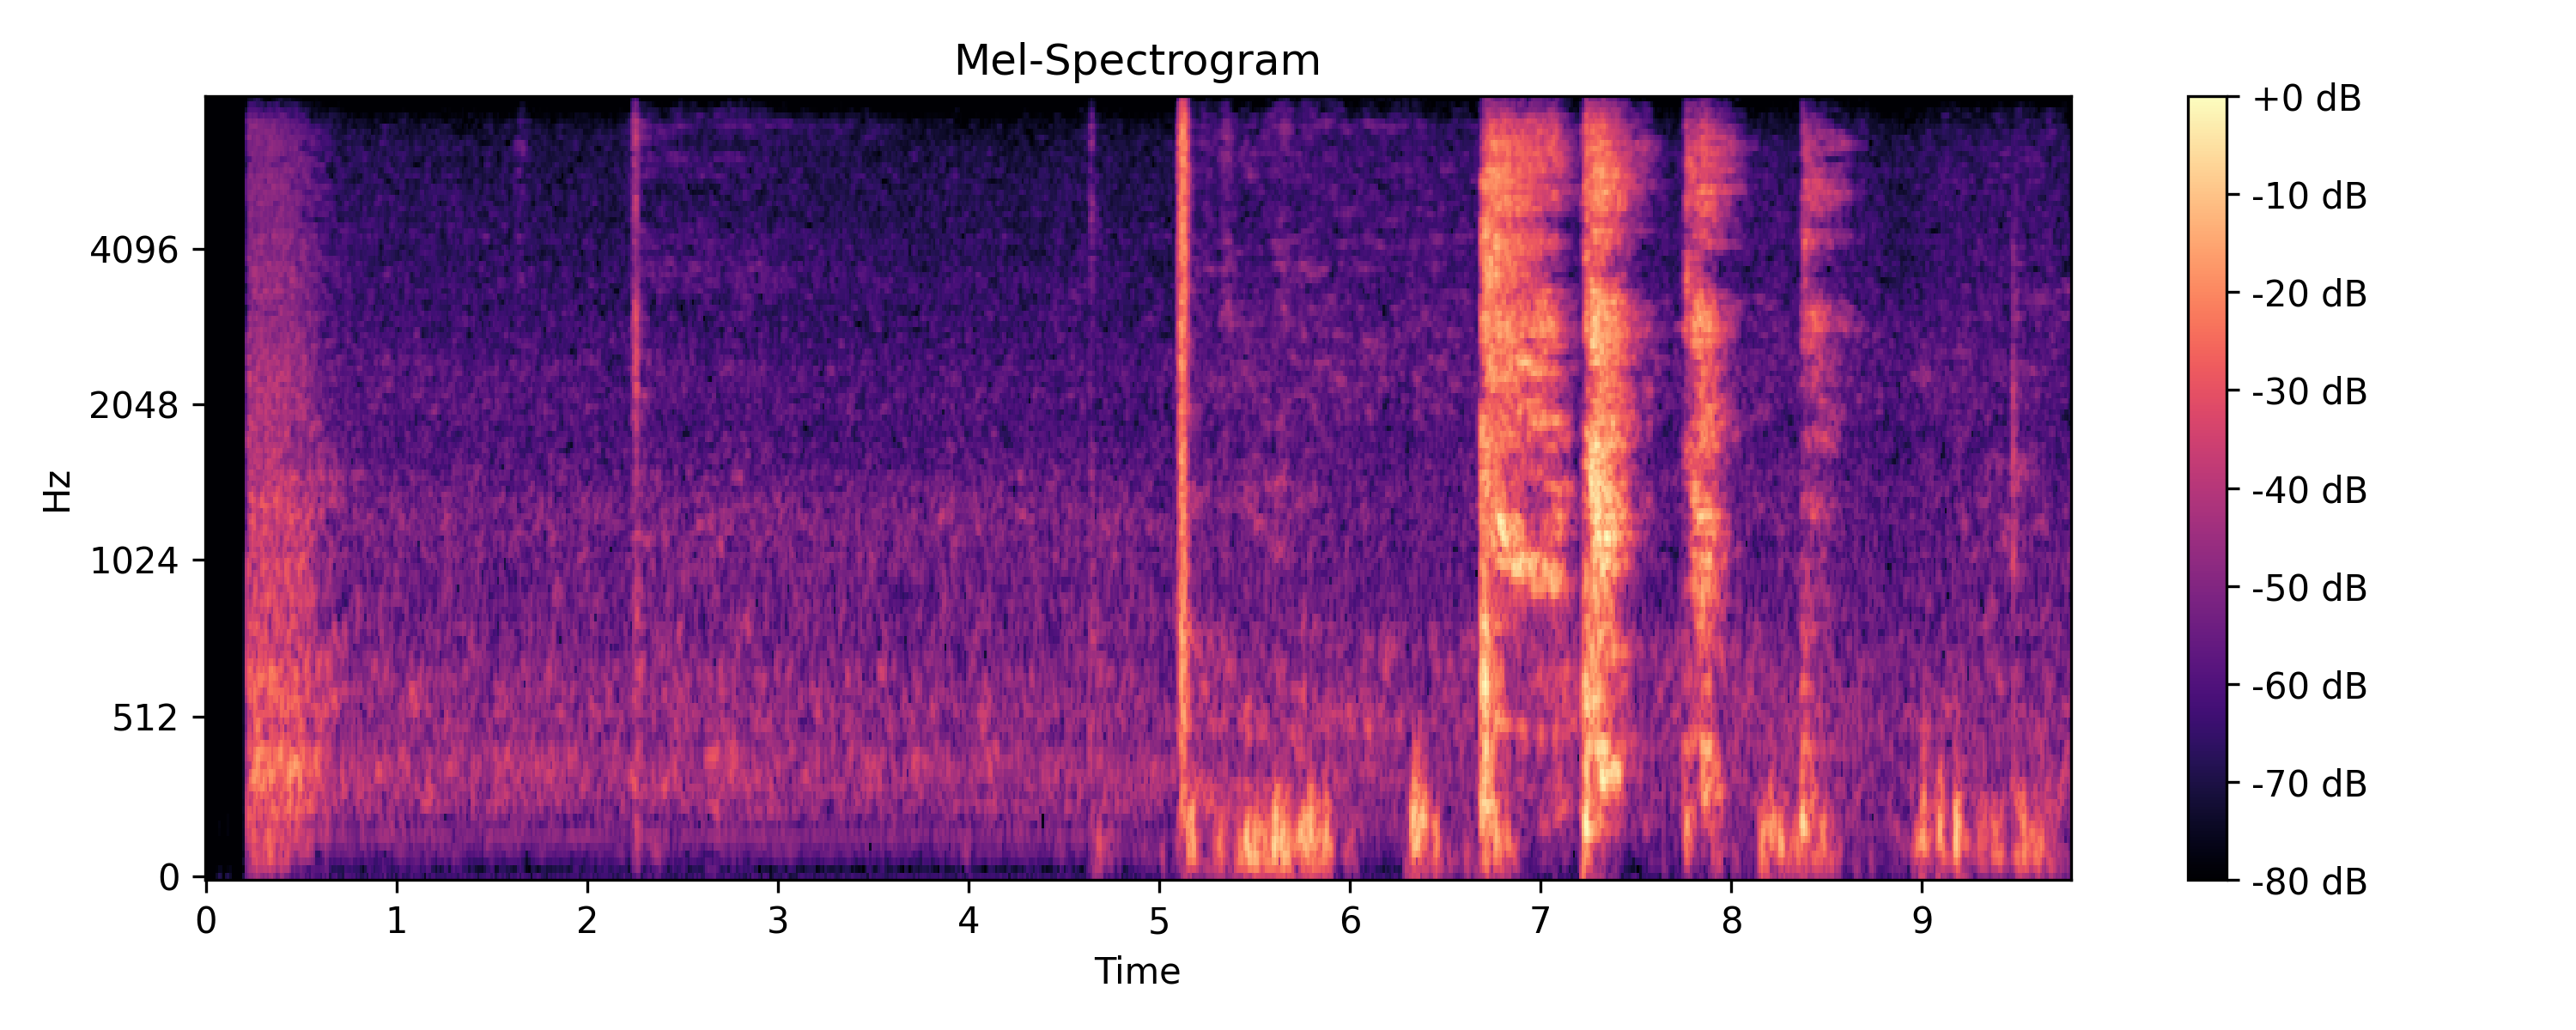 Mel-Spectrogram
Hz
4096
2048
1024
512
0
0 1 2 3 4 5 6 7 8 9
Time
+0 dB
-10 dB
-20 dB
-30 dB
-40 dB
-50 dB
-60 dB
-70 dB
-80 dB